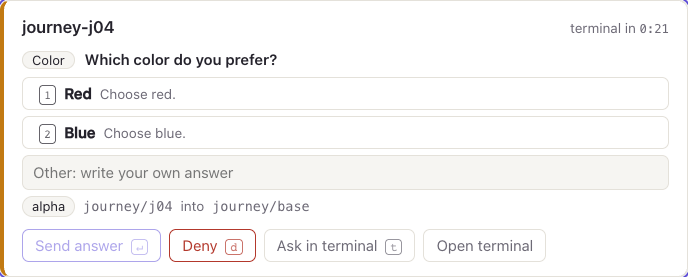 journey-j04 terminal in 0:21
Color Which color do you prefer?
1 Red Choose red.
2 Blue Choose blue.
Other: write your own answer
alpha journey/j04 into journey/base
Send answer ↵ Deny d Ask in terminal t Open terminal